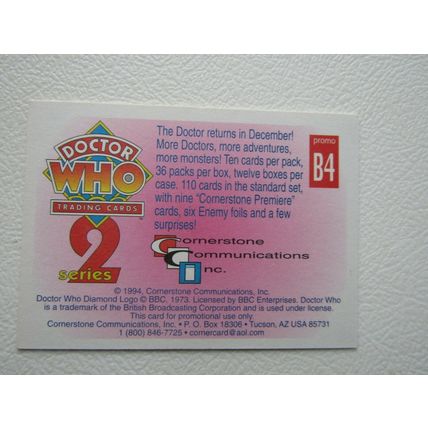 DOCTOR
WHO
TRADING CARDS
2
series
The Doctor returns in December!
More Doctors, more adventures,
more monsters! Ten cards per pack,
36 packs per box, twelve boxes per
case. 110 cards in the standard set,
with nine "Cornerstone Premiere"
cards, six Enemy foils and a few
surprises!
promo
B4
Cornerstone
Communications
Inc.
© 1994, Cornerstone Communications, Inc.
Doctor Who Diamond Logo © BBC, 1973. Licensed by BBC Enterprises. Doctor Who
is a trademark of the British Broadcasting Corporation and is used under license.
This card for promotional use only.
Cornerstone Communications, Inc. • P. O. Box 18306 • Tucson, AZ USA 85731
1 (800) 846-7725 • cornercard@aol.com